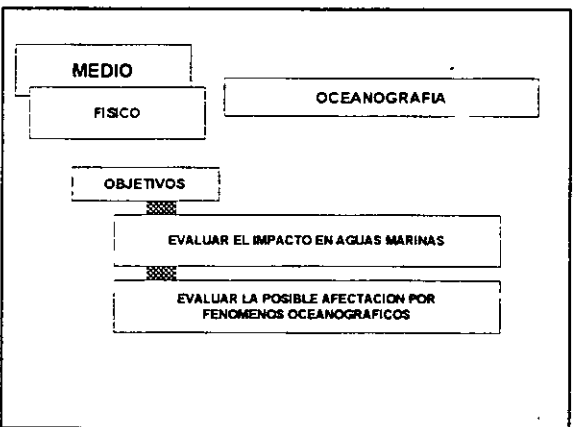 MEDIO
FISICO
OCEANOGRAFIA
OBJETIVOS
EVALUAR EL IMPACTO EN AGUAS MARINAS
EVALUAR LA POSIBLE AFECTACION POR
FENOMENOS OCEANOGRAFICOS